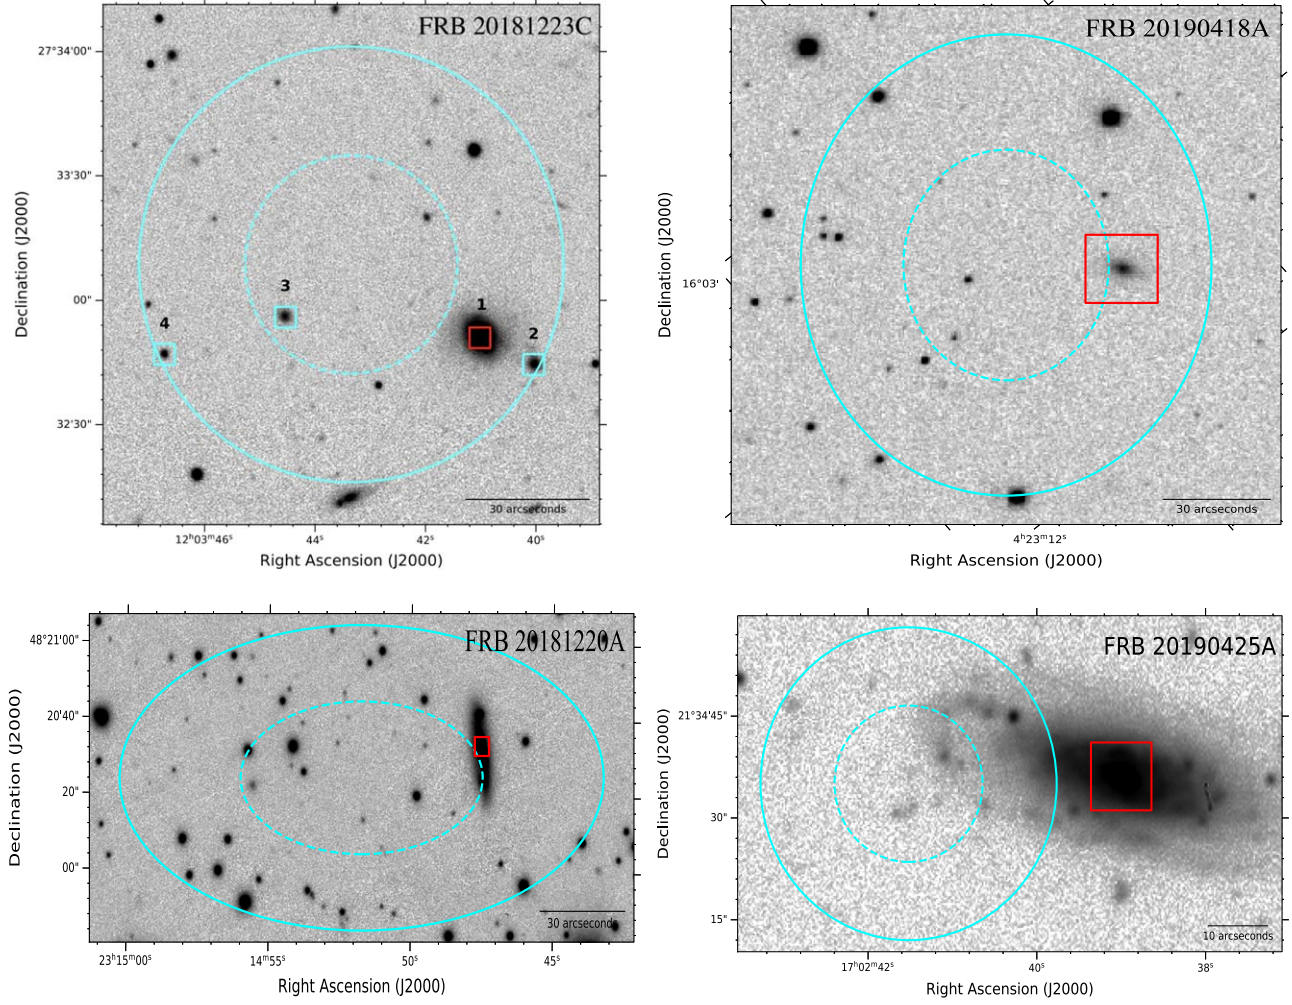 FRB 20181223C
27°34'00"
33'30"
00"
32'30"
Declination (J2000)
1
2
3
4
30 arcseconds
12ʰ03ᵐ46ˢ
44ˢ
42ˢ
40ˢ
Right Ascension (J2000)
FRB 20190418A
16°03'
Declination (J2000)
30 arcseconds
4ʰ23ᵐ12ˢ
Right Ascension (J2000)
FRB 20181220A
48°21'00"
20'40"
20"
00"
Declination (J2000)
30 arcseconds
23ʰ15ᵐ00ˢ
14ᵐ55ˢ
50ˢ
45ˢ
Right Ascension (J2000)
FRB 20190425A
21°34'45"
30"
15"
Declination (J2000)
10 arcseconds
17ʰ02ᵐ42ˢ
40ˢ
38ˢ
Right Ascension (J2000)